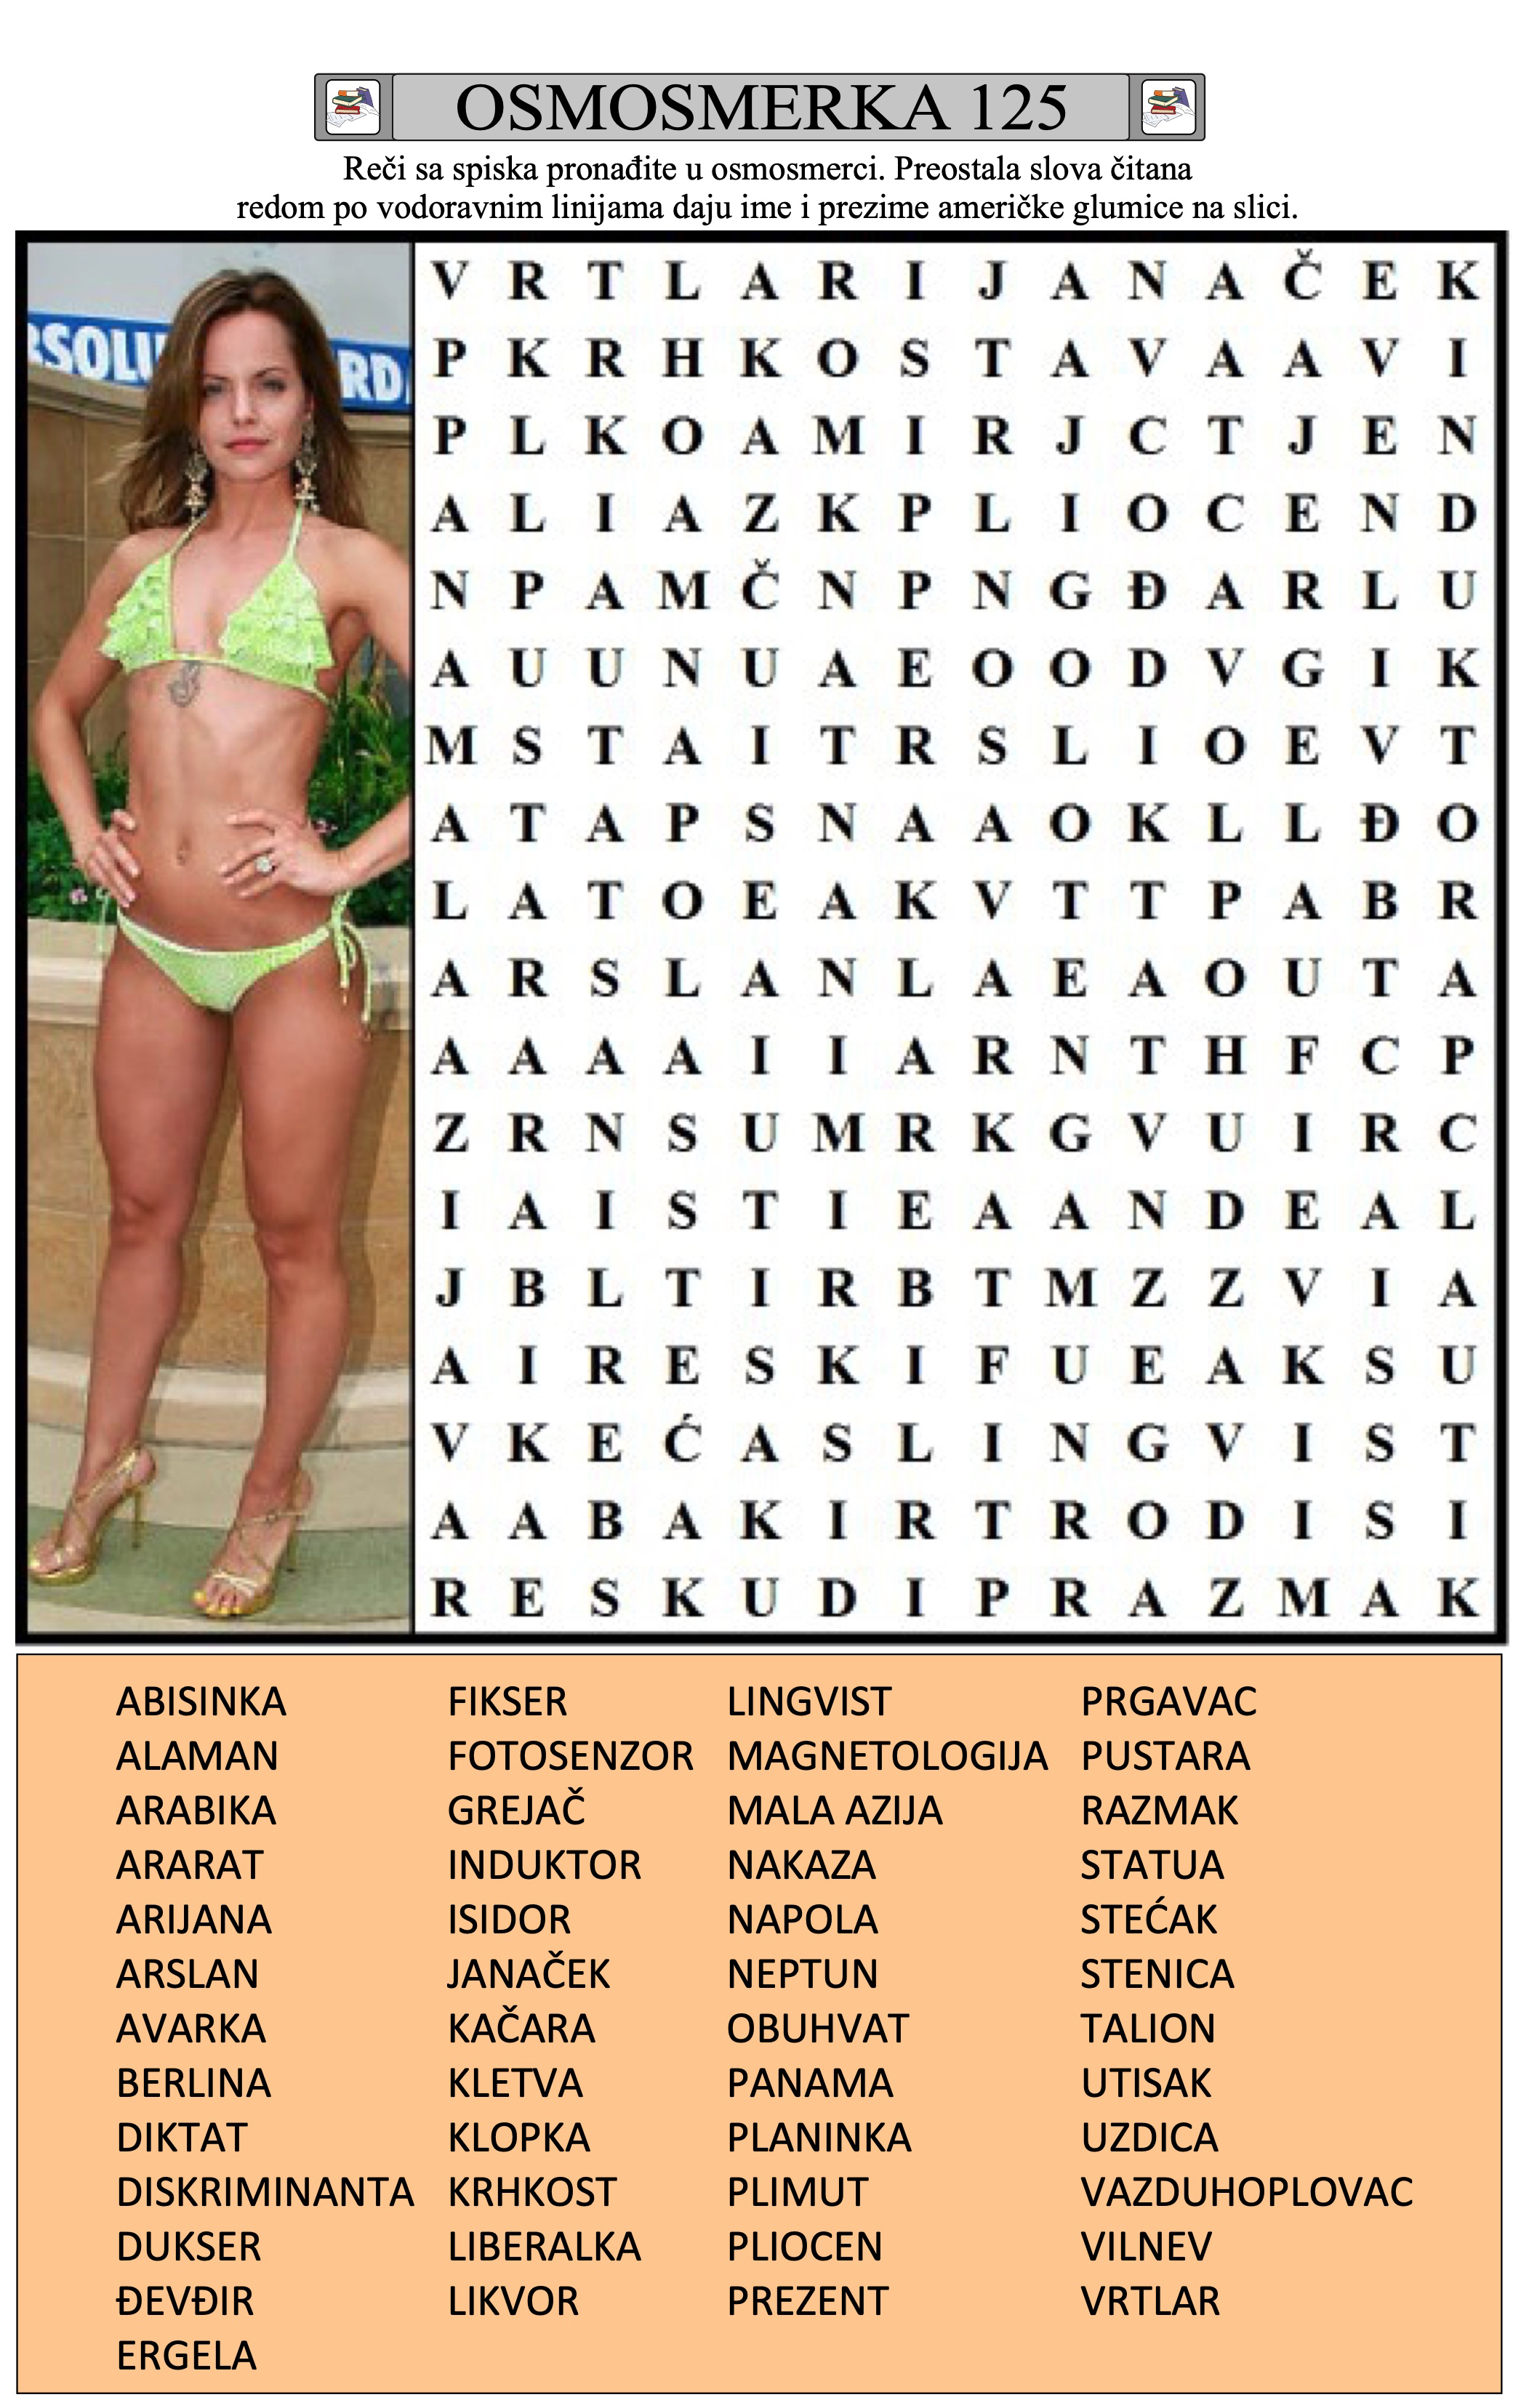 OSMOSMERKA 125
Reči sa spiska pronađite u osmosmerci. Preostala slova čitana
redom po vodoravnim linijama daju ime i prezime američke glumice na slici.
V R T L A R I J A N A Č E K
P K R H K O S T A V A A V I
P L K O A M I R J C T J E N
A L I A Z K P L I O C E N D
N P A M Č N P N G Đ A R L U
A U U N U A E O O D V G I K
M S T A I T R S L I O E V T
A T A P S N A A O K L L Đ O
L A T O E A K V T T P A B R
A R S L A N L A E A O U T A
A A A A I I A R N T H F C P
Z R N S U M R K G V U I R C
I A I S T I E A A N D E A L
J B L T I R B T M Z Z V I A
A I R E S K I F U E A K S U
V K E Ć A S L I N G V I S T
A A B A K I R T R O D I S I
R E S K U D I P R A Z M A K
ABISINKA FIKSER LINGVIST PRGAVAC
ALAMAN FOTOSENZOR MAGNETOLOGIJA PUSTARA
ARABIKA GREJAČ MALA AZIJA RAZMAK
ARARAT INDUKTOR NAKAZA STATUA
ARIJANA ISIDOR NAPOLA STEĆAK
ARSLAN JANAČEK NEPTUN STENICA
AVARKA KAČARA OBUHVAT TALION
BERLINA KLETVA PANAMA UTISAK
DIKTAT KLOPKA PLANINKA UZDICA
DISKRIMINANTA KRHKOST PLIMUT VAZDUHOPLOVAC
DUKSER LIBERALKA PLIOCEN VILNEV
ĐEVĐIR LIKVOR PREZENT VRTLAR
ERGELA